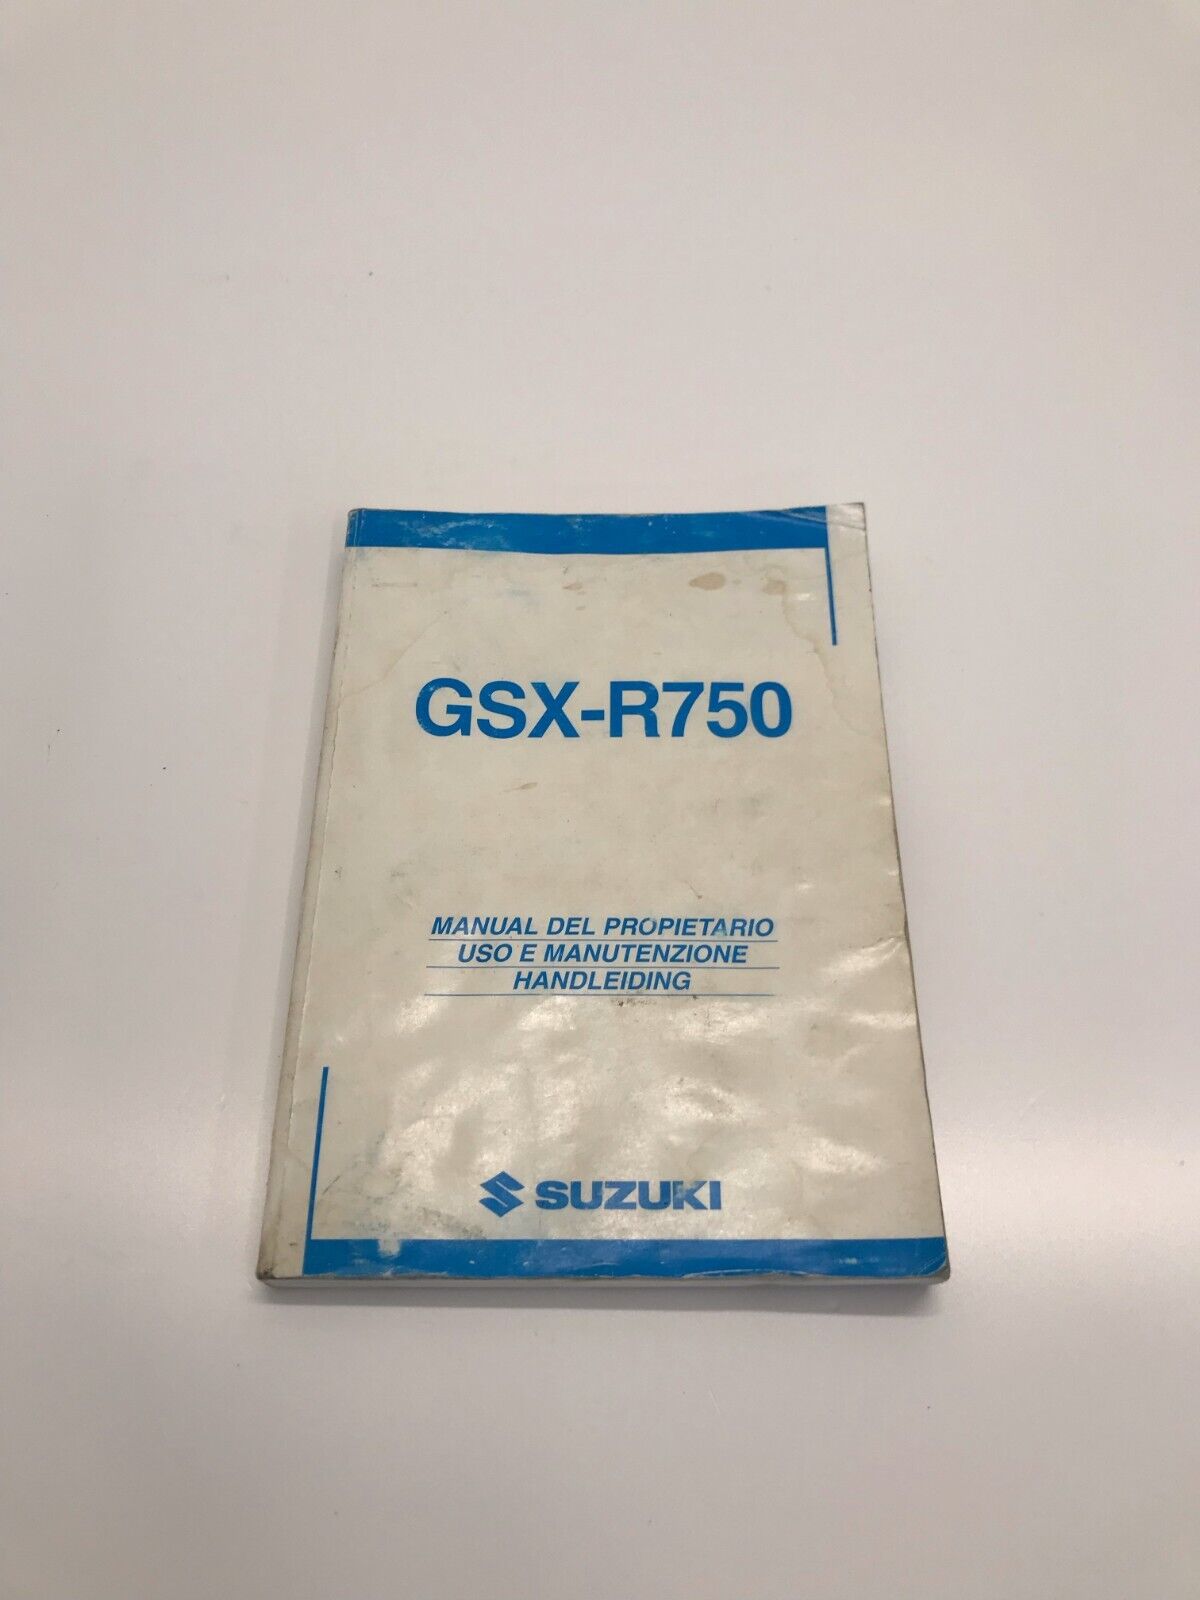 GSX-R750
MANUAL DEL PROPIETARIO
USO E MANUTENZIONE
HANDLEIDING
SUZUKI